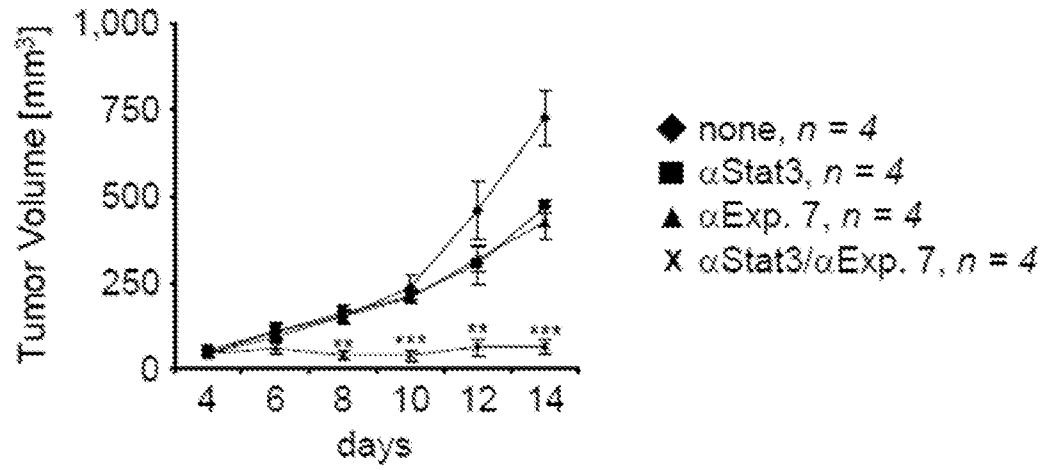 1,000
750
500
250
0
Tumor Volume [mm³]
** *** ** ***
4 6 8 10 12 14
days
none, n = 4
αStat3, n = 4
αExp. 7, n = 4
αStat3/αExp. 7, n = 4